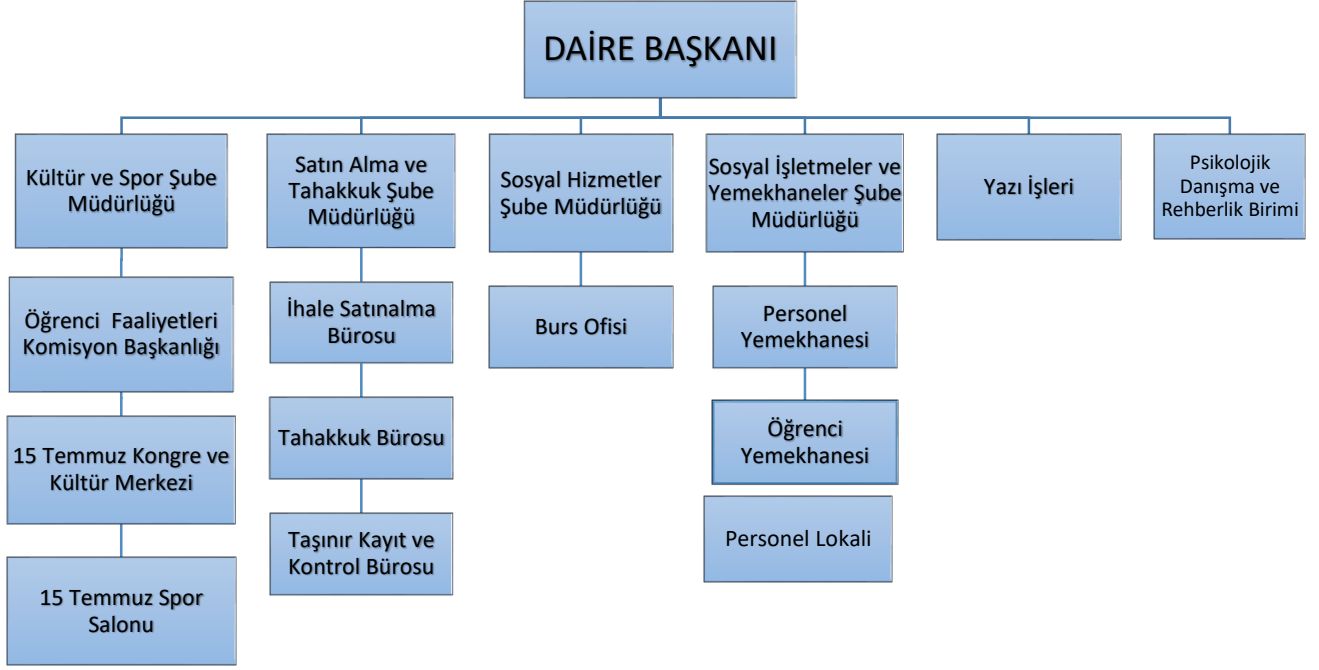 DAİRE BAŞKANI
Kültür ve Spor Şube
Müdürlüğü
Satın Alma ve
Tahakkuk Şube
Müdürlüğü
Sosyal Hizmetler
Şube Müdürlüğü
Sosyal İşletmeler ve
Yemekhaneler Şube
Müdürlüğü
Yazı İşleri
Psikolojik
Danışma ve
Rehberlik Birimi
Öğrenci Faaliyetleri
Komisyon Başkanlığı
İhale Satınalma
Bürosu
Burs Ofisi
Personel
Yemekhanesi
15 Temmuz Kongre ve
Kültür Merkezi
Tahakkuk Bürosu
Öğrenci
Yemekhanesi
15 Temmuz Spor
Salonu
Taşınır Kayıt ve
Kontrol Bürosu
Personel Lokali